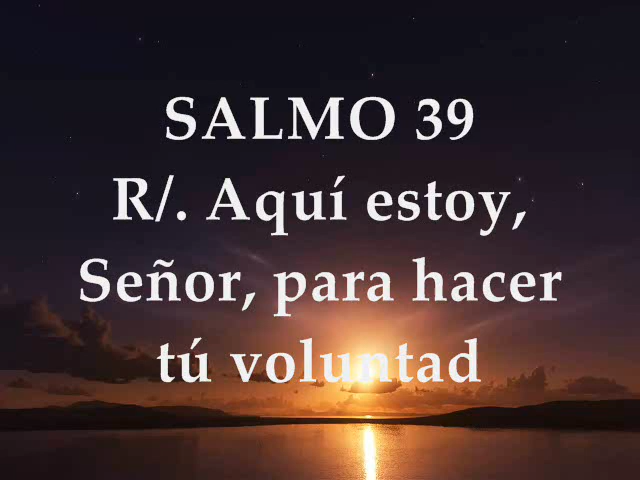 SALMO 39
R/. Aquí estoy,
Señor, para hacer
tú voluntad